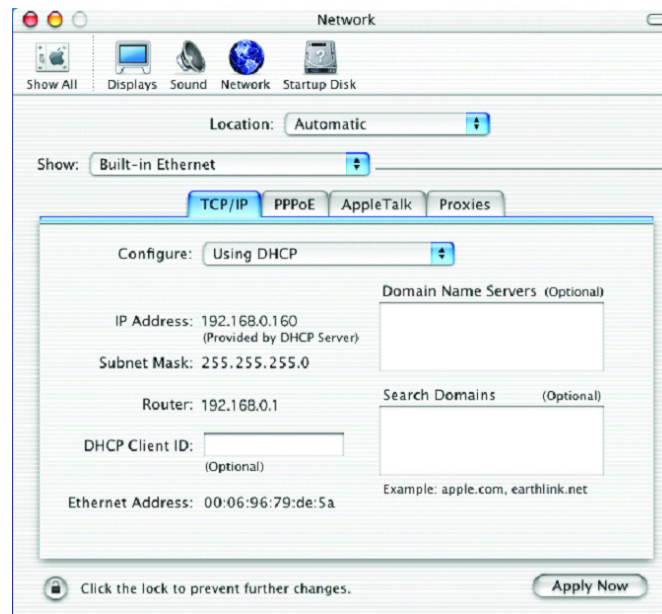 Network
Show All Displays Sound Network Startup Disk
Location: Automatic
Show: Built-in Ethernet
TCP/IP PPPoE AppleTalk Proxies
Configure: Using DHCP
Domain Name Servers (Optional)
IP Address: 192.168.0.160
(Provided by DHCP Server)
Subnet Mask: 255.255.255.0
Router: 192.168.0.1
Search Domains (Optional)
DHCP Client ID:
(Optional)
Example: apple.com, earthlink.net
Ethernet Address: 00:06:96:79:de:5a
Click the lock to prevent further changes.
Apply Now